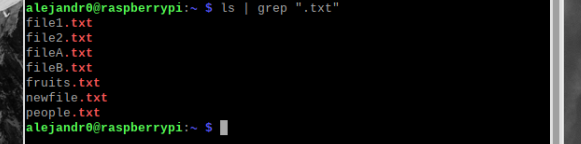 alejandr0@raspberrypi:~ $ ls | grep ".txt"
file1.txt
file2.txt
fileA.txt
fileB.txt
fruits.txt
newfile.txt
people.txt
alejandr0@raspberrypi:~ $